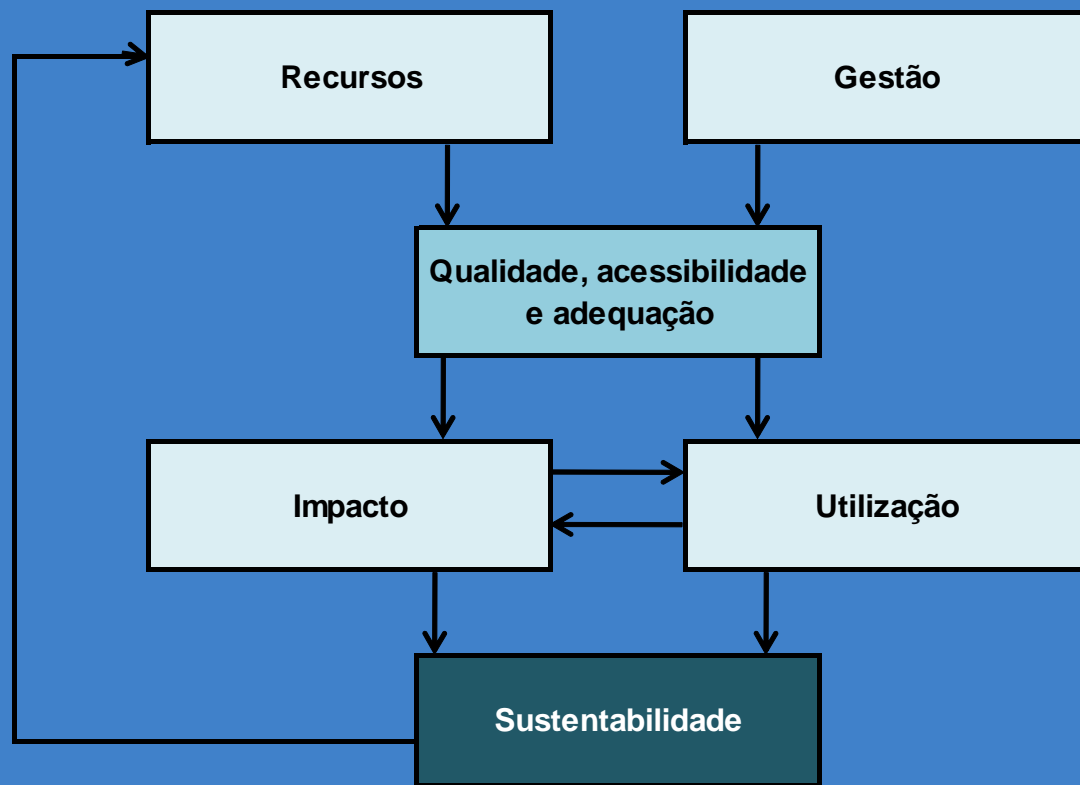 Recursos
Gestão
Qualidade, acessibilidade
e adequação
Impacto
Utilização
Sustentabilidade